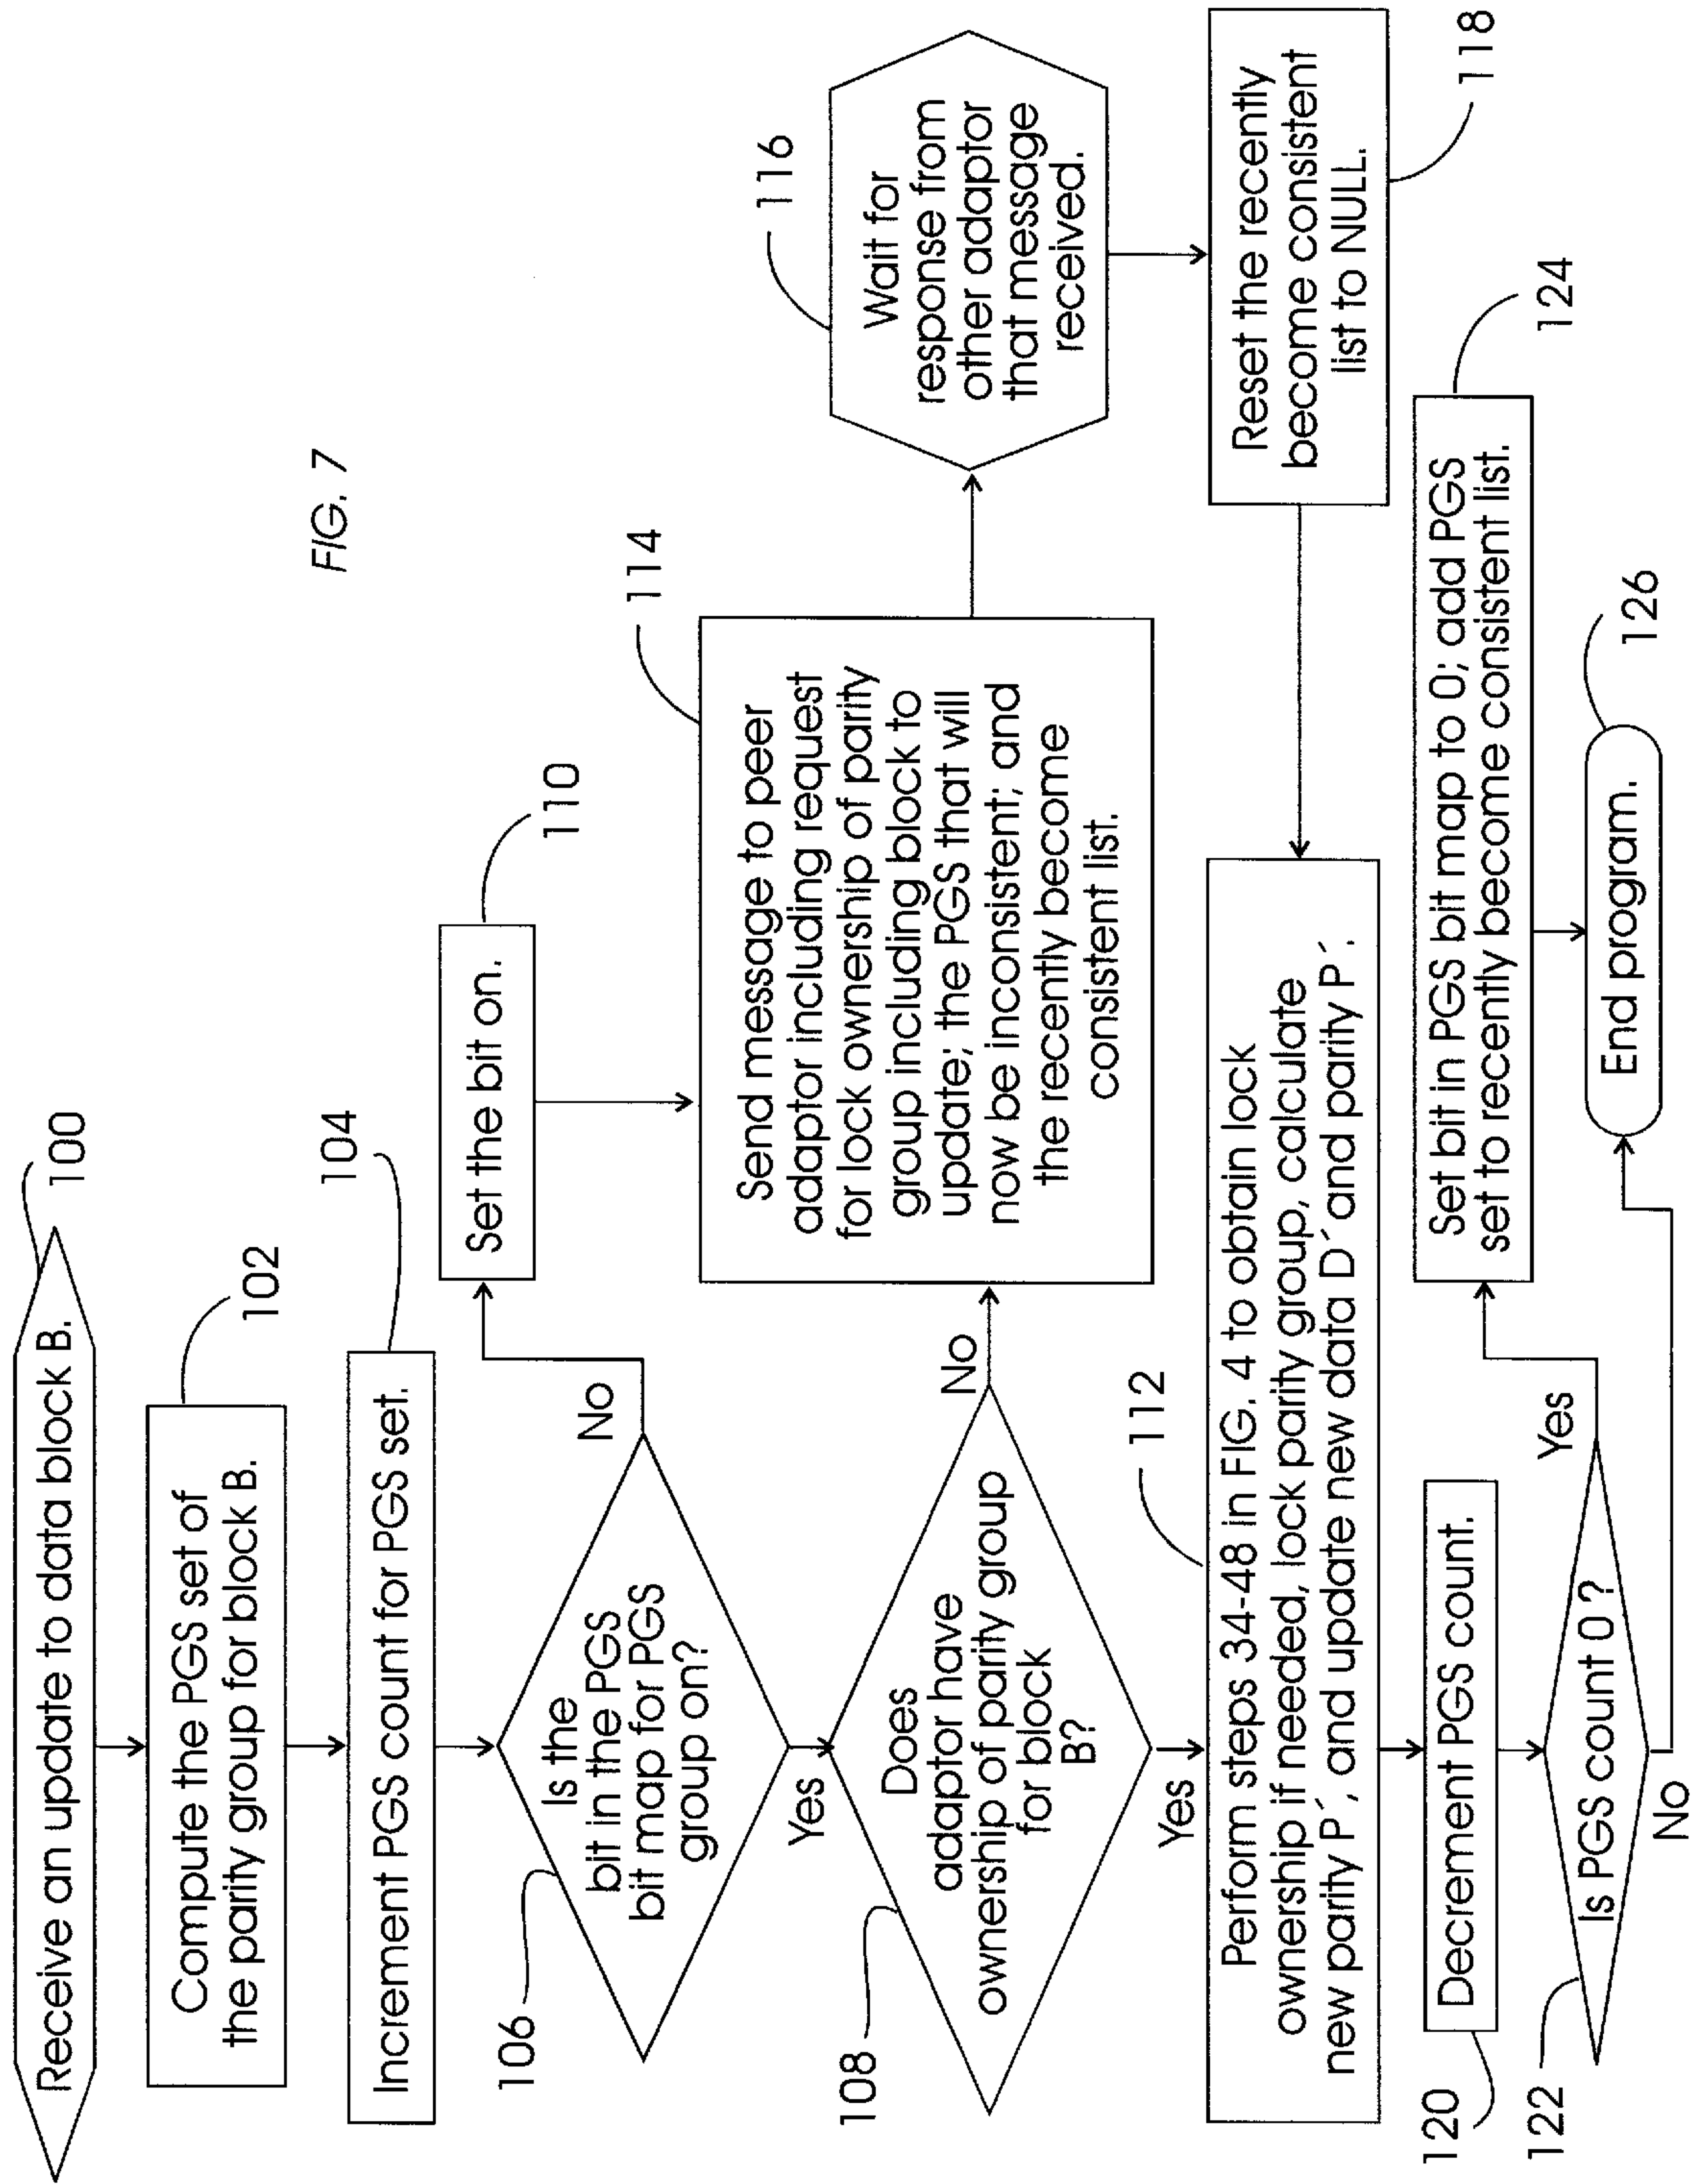 FIG. 7
Receive an update to data block B.
100
Compute the PGS set of
the parity group for block B.
102
Increment PGS count for PGS set.
104
Is the
bit in the PGS
bit map for PGS
group on?
106
No
Yes
Set the bit on.
110
Does
adaptor have
ownership of parity group
for block
B?
108
No
Yes
Send message to peer
adaptor including request
for lock ownership of parity
group including block to
update; the PGS that will
now be inconsistent; and
the recently become
consistent list.
114
Wait for
response from
other adaptor
that message
received.
116
Reset the recently
become consistent
list to NULL.
118
Perform steps 34-48 in FIG. 4 to obtain lock
ownership if needed, lock parity group, calculate
new parity P´, and update new data D´ and parity P´.
112
Decrement PGS count.
120
Is PGS count 0 ?
122
Yes
No
Set bit in PGS bit map to 0; add PGS
set to recently become consistent list.
124
End program.
126